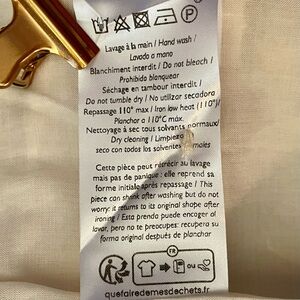 Lavage à la main / Hand wash /
Lavado a mano
Blanchiment interdit / Do not bleach /
Prohibido blanquear
Séchage en tambour interdit /
Do not tumble dry / No utilizar secadora
Repassage 110° max / Iron low heat (110°)/
Planchar a 110°C máx.
Nettoyage à sec tous solvants normaux/
Dry cleaning / Limpieza
seco con todos los solventes
Cette pièce peut rétrécir au lavage
mais pas de panique : elle reprend sa
forme initiale après repassage / This
piece can shrink after washing but don't
worry: it returns to its original shape after
ironing / Esta prenda puede encoger al
lavar, pero no te preocupes: recupera su
forma original después de planchar
FR
ou
quefairedemesdechets.fr